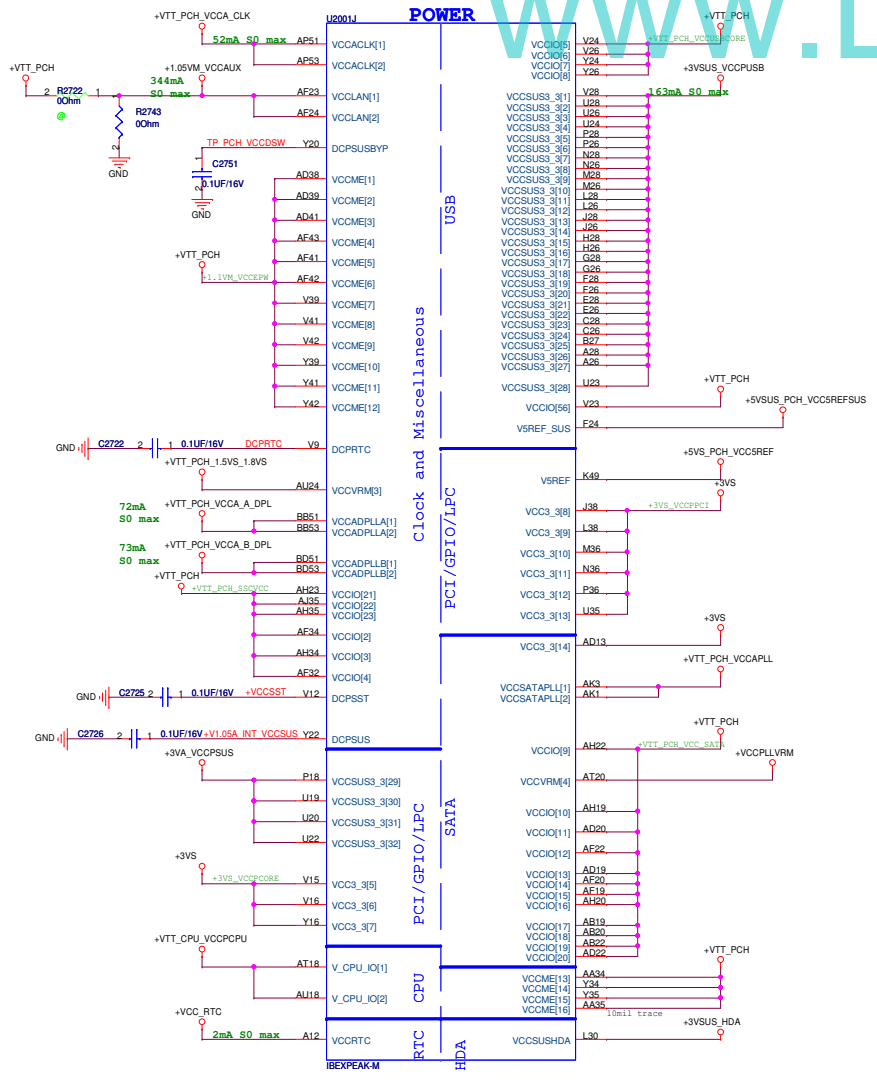 WWW.L
POWER
U2001J
+VTT_PCH_VCCA_CLK
52mA S0 max
AP51 VCCACLK[1]
AP53 VCCACLK[2]
+VTT_PCH
+1.05VM_VCCAUX
344mA
S0 max
2 R2722 1
0Ohm
@
R2743
0Ohm
2
GND
AF23 VCCLAN[1]
AF24 VCCLAN[2]
TP_PCH_VCCDSW
Y20 DCPSUSBYP
1
C2751
0.1UF/16V
2
GND
AD38 VCCME[1]
AD39 VCCME[2]
AD41 VCCME[3]
AF43 VCCME[4]
AF41 VCCME[5]
+VTT_PCH
+1.1VM_VCCEPW
AF42 VCCME[6]
V39 VCCME[7]
V41 VCCME[8]
V42 VCCME[9]
Y39 VCCME[10]
Y41 VCCME[11]
Y42 VCCME[12]
GND C2722 2 1 0.1UF/16V DCPRTC V9 DCPRTC
+VTT_PCH_1.5VS_1.8VS
AU24 VCCVRM[3]
72mA
S0 max
+VTT_PCH_VCCA_A_DPL
BB51 VCCADPLLA[1]
BB53 VCCADPLLA[2]
73mA
S0 max
+VTT_PCH_VCCA_B_DPL
BD51 VCCADPLLB[1]
BD53 VCCADPLLB[2]
+VTT_PCH
+VTT_PCH_SSCVCC
AH23 VCCIO[21]
AJ35 VCCIO[22]
AH35 VCCIO[23]
AF34 VCCIO[2]
AH34 VCCIO[3]
AF32 VCCIO[4]
GND C2725 2 1 0.1UF/16V +VCCSST V12 DCPSST
GND C2726 2 1 0.1UF/16V +V1.05A_INT_VCCSUS Y22 DCPSUS
+3VA_VCCPSUS
P18 VCCSUS3_3[29]
U19 VCCSUS3_3[30]
U20 VCCSUS3_3[31]
U22 VCCSUS3_3[32]
+3VS
+3VS_VCCPCORE
V15 VCC3_3[5]
V16 VCC3_3[6]
Y16 VCC3_3[7]
+VTT_CPU_VCCPCPU
AT18 V_CPU_IO[1]
AU18 V_CPU_IO[2]
+VCC_RTC
2mA S0 max
A12 VCCRTC
IBEXPEAK-M
Clock and Miscellaneous
PCI/GPIO/LPC
CPU
RTC
USB
PCI/GPIO/LPC
SATA
HDA
+VTT_PCH
+VTT_PCH_VCCUSBCORE
VCCIO[5] V24
VCCIO[6] V26
VCCIO[7] Y24
VCCIO[8] Y26
+3VSUS_VCCPUSB
163mA S0 max
VCCSUS3_3[1] V28
VCCSUS3_3[2] U28
VCCSUS3_3[3] U26
VCCSUS3_3[4] U24
VCCSUS3_3[5] P28
VCCSUS3_3[6] P26
VCCSUS3_3[7] N28
VCCSUS3_3[8] N26
VCCSUS3_3[9] M28
VCCSUS3_3[10] M26
VCCSUS3_3[11] L28
VCCSUS3_3[12] L26
VCCSUS3_3[13] J28
VCCSUS3_3[14] J26
VCCSUS3_3[15] H28
VCCSUS3_3[16] H26
VCCSUS3_3[17] G28
VCCSUS3_3[18] G26
VCCSUS3_3[19] F28
VCCSUS3_3[20] F26
VCCSUS3_3[21] E28
VCCSUS3_3[22] E26
VCCSUS3_3[23] C28
VCCSUS3_3[24] C26
VCCSUS3_3[25] B27
VCCSUS3_3[26] A28
VCCSUS3_3[27] A26
VCCSUS3_3[28] U23
+VTT_PCH
VCCIO[56] V23
+5VSUS_PCH_VCC5REFSUS
V5REF_SUS F24
+5VS_PCH_VCC5REF
V5REF K49
+3VS
+3VS_VCCPPCI
VCC3_3[8] J38
VCC3_3[9] L38
VCC3_3[10] M36
VCC3_3[11] N36
VCC3_3[12] P36
VCC3_3[13] U35
+3VS
VCC3_3[14] AD13
+VTT_PCH_VCCAPLL
VCCSATAPLL[1] AK3
VCCSATAPLL[2] AK1
+VTT_PCH
+VTT_PCH_VCC_SATA
VCCIO[9] AH22
+VCCPLLVRM
VCCVRM[4] AT20
VCCIO[10] AH19
VCCIO[11] AD20
VCCIO[12] AF22
VCCIO[13] AD19
VCCIO[14] AF20
VCCIO[15] AF19
VCCIO[16] AH20
VCCIO[17] AB19
VCCIO[18] AB20
VCCIO[19] AB22
VCCIO[20] AD22
+VTT_PCH
VCCME[13] AA34
VCCME[14] Y34
VCCME[15] Y35
VCCME[16] AA35
10mil trace
+3VSUS_HDA
VCCSUSHDA L30